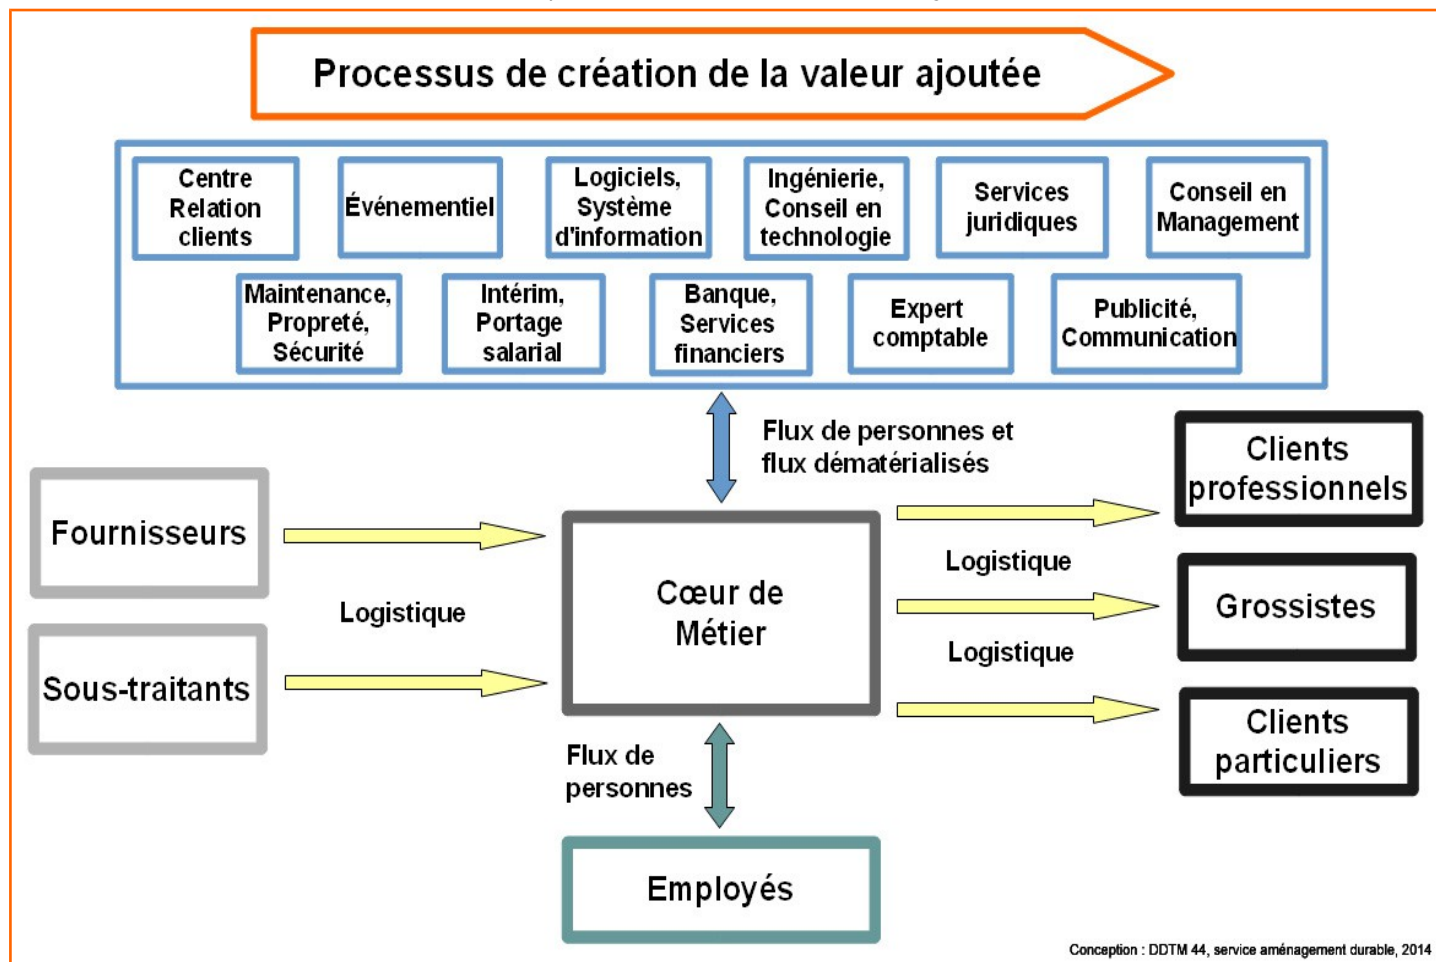 Processus de création de la valeur ajoutée
Centre
Relation
clients
Événementiel
Logiciels,
Système
d'information
Ingénierie,
Conseil en
technologie
Services
juridiques
Conseil en
Management
Maintenance,
Propreté,
Sécurité
Intérim,
Portage
salarial
Banque,
Services
financiers
Expert
comptable
Publicité,
Communication
Flux de personnes et
flux dématérialisés
Fournisseurs
Sous-traitants
Logistique
Cœur de
Métier
Logistique
Logistique
Clients
professionnels
Grossistes
Clients
particuliers
Flux de
personnes
Employés
Conception : DDTM 44, service aménagement durable, 2014